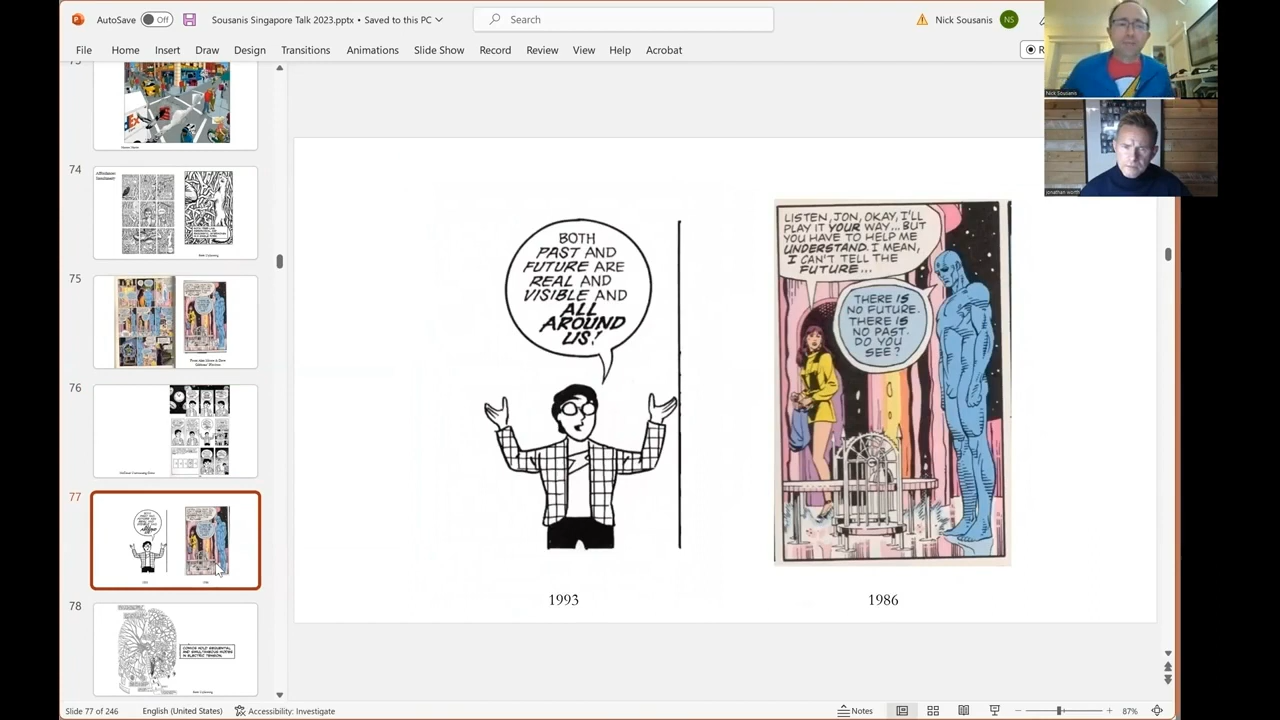 AutoSave Off Sousanis Singapore Talk 2023.pptx • Saved to this PC Search Nick Sousanis NS
File Home Insert Draw Design Transitions Animations Slide Show Record Review View Help Acrobat
Nick Sousanis
jonathan worth
74
75
76
77
78
COMICS HOLD SEQUENTIAL
AND SIMULTANEOUS MODES
IN ELECTRIC TENSION.
BOTH
PAST AND
FUTURE ARE
REAL AND
VISIBLE AND
ALL
AROUND
US!
1993
LISTEN, JON, OKAY, I'LL
PLAY IT YOUR WAY... BUT
YOU HAVE TO HELP ME
UNDERSTAND. I MEAN,
I CAN'T TELL THE
FUTURE...
THERE IS
NO FUTURE.
THERE IS
NO PAST.
DO YOU
SEE?
1986
Slide 77 of 246 English (United States) Accessibility: Investigate Notes 87%